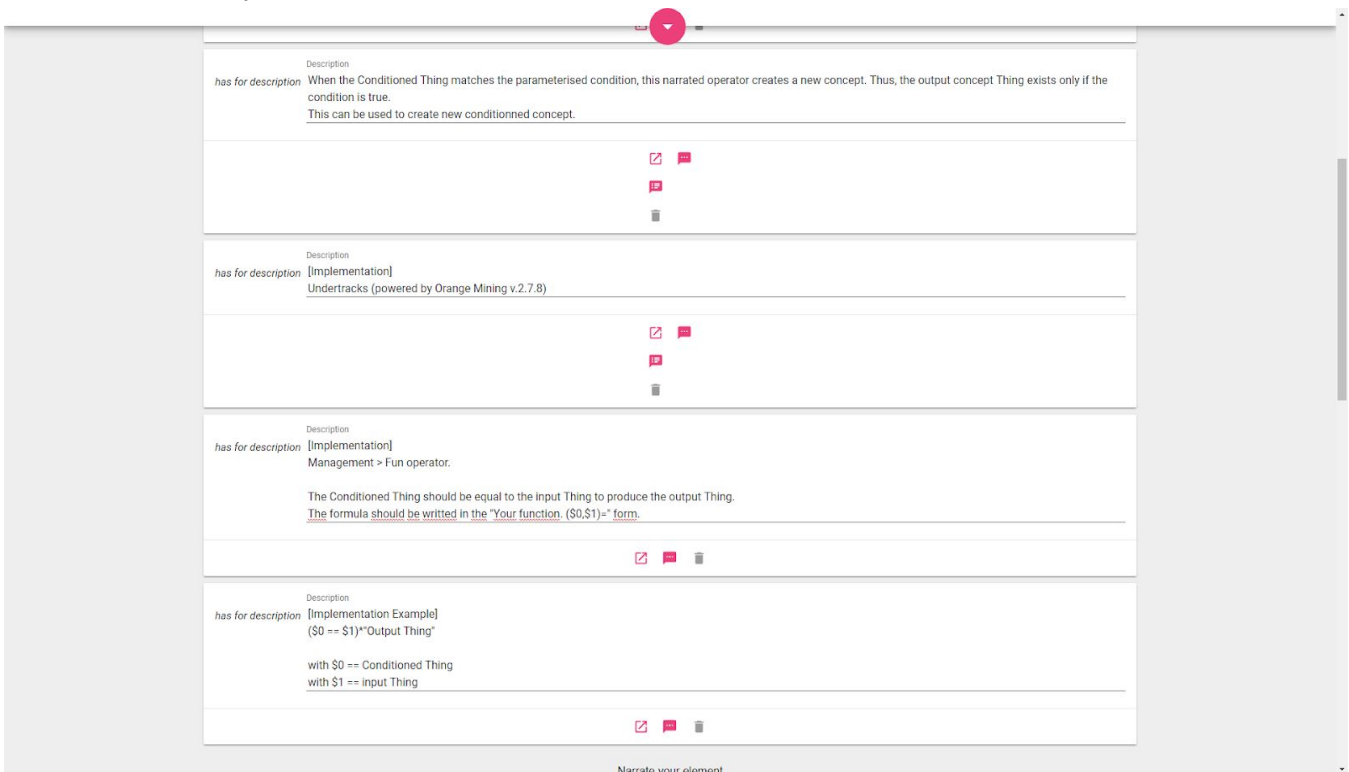 Description
has for description When the Conditioned Thing matches the parameterised condition, this narrated operator creates a new concept. Thus, the output concept Thing exists only if the
condition is true.
This can be used to create new conditionned concept.
Description
has for description [Implementation]
Undertracks (powered by Orange Mining v.2.7.8)
Description
has for description [Implementation]
Management > Fun operator.
The Conditioned Thing should be equal to the input Thing to produce the output Thing.
The formula should be writted in the "Your function. ($0,$1)=" form.
Description
has for description [Implementation Example]
($0 == $1)*"Output Thing"
with $0 == Conditioned Thing
with $1 == input Thing
Narrate your element